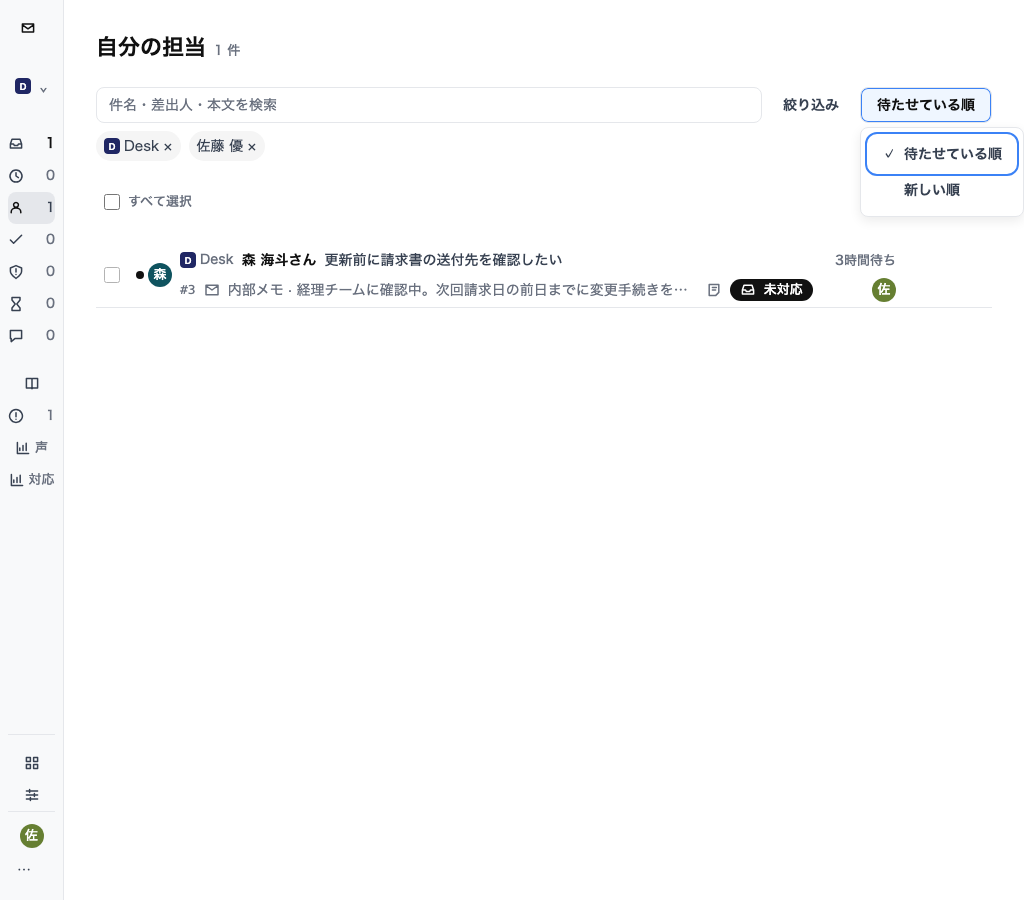 自分の担当 1 件
D
件名・差出人・本文を検索
絞り込み
待たせている順
✓ 待たせている順
新しい順
D Desk ×
佐藤 優 ×
すべて選択
1
0
1
0
0
0
0
1
声
対応
森
D Desk 森 海斗さん 更新前に請求書の送付先を確認したい
3時間待ち
#3 内部メモ · 経理チームに確認中。次回請求日の前日までに変更手続きを…
未対応
佐
佐
…